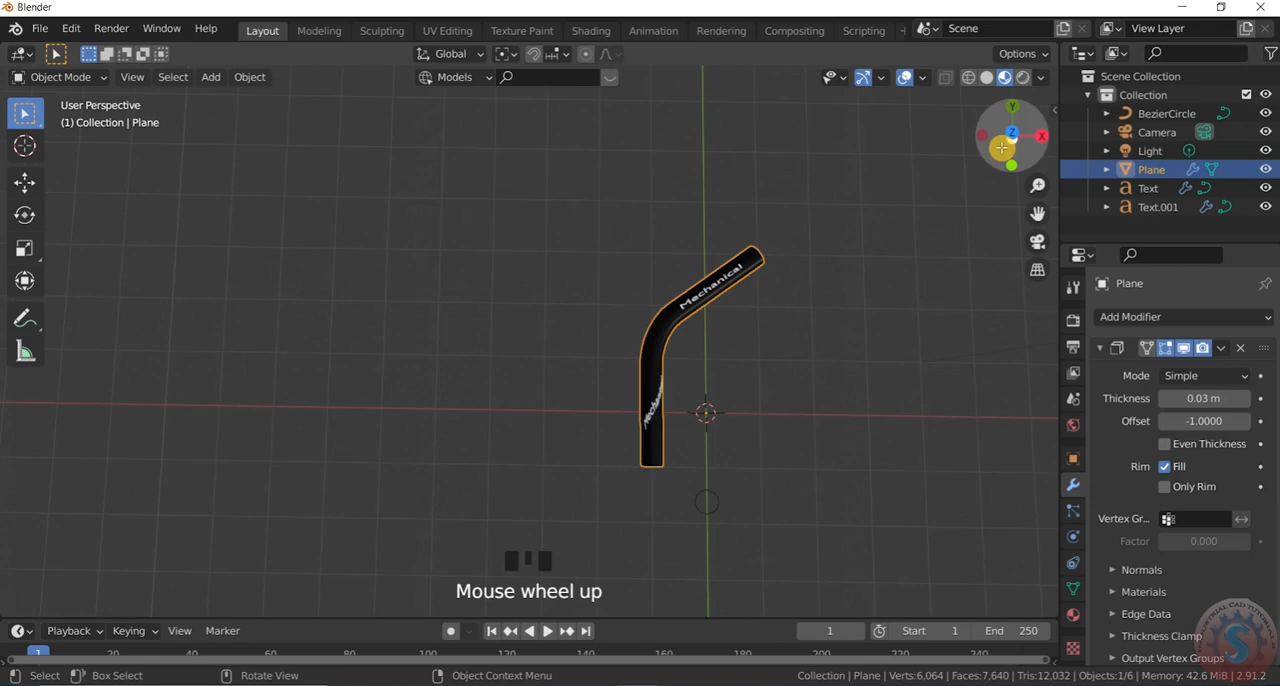 Blender
File Edit Render Window Help Layout Modeling Sculpting UV Editing Texture Paint Shading Animation Rendering Compositing Scripting Scene View Layer
Global Options
Object Mode View Select Add Object Models
User Perspective
(1) Collection | Plane
Scene Collection
Collection
BezierCircle
Camera
Light
Plane
Text
Text.001
Y
Z
X
Mechanical
Plane
Add Modifier
Mode Simple
Thickness 0.03 m
Offset -1.0000
Even Thickness
Rim Fill
Only Rim
Vertex Gr...
Factor 0.000
Normals
Materials
Edge Data
Thickness Clamp
Output Vertex Groups
Mouse wheel up
Playback Keying View Marker 1 Start 1 End 250
1 20 40 60 80 100 120 140 160 180 200 220 240
Select Box Select Rotate View Object Context Menu Collection | Plane | Verts:6,064 | Faces:7,640 | Tris:12,032 | Objects:1/6 | Memory: 42.6 MiB | 2.91.2